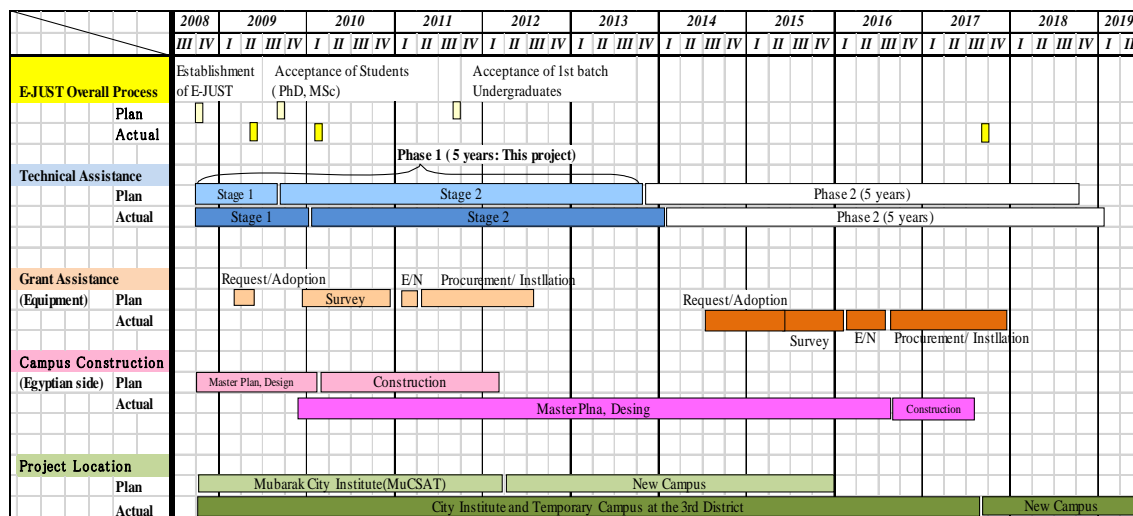 2008 2009 2010 2011 2012 2013 2014 2015 2016 2017 2018 2019
III IV I II III IV I II III IV I II III IV I II III IV I II III IV I II III IV I II III IV I II III IV I II III IV I II III IV I II
Establishment of E-JUST
Acceptance of Students (PhD, MSc)
Acceptance of 1st batch Undergraduates
E-JUST Overall Process
Plan
Actual
Phase 1 (5 years: This project)
Technical Assistance
Plan Stage 1 Stage 2 Phase 2 (5 years)
Actual Stage 1 Stage 2 Phase 2 (5 years)
Grant Assistance Request/Adoption E/N Procurement/ Instllation
(Equipment) Plan Survey Request/Adoption
Actual
Survey E/N Procurement/ Instllation
Campus Construction
(Egyptian side) Plan Master Plan, Design Construction
Actual Master Plna, Desing Construction
Project Location
Plan Mubarak City Institute(MuCSAT) New Campus
Actual City Institute and Temporary Campus at the 3rd District New Campus